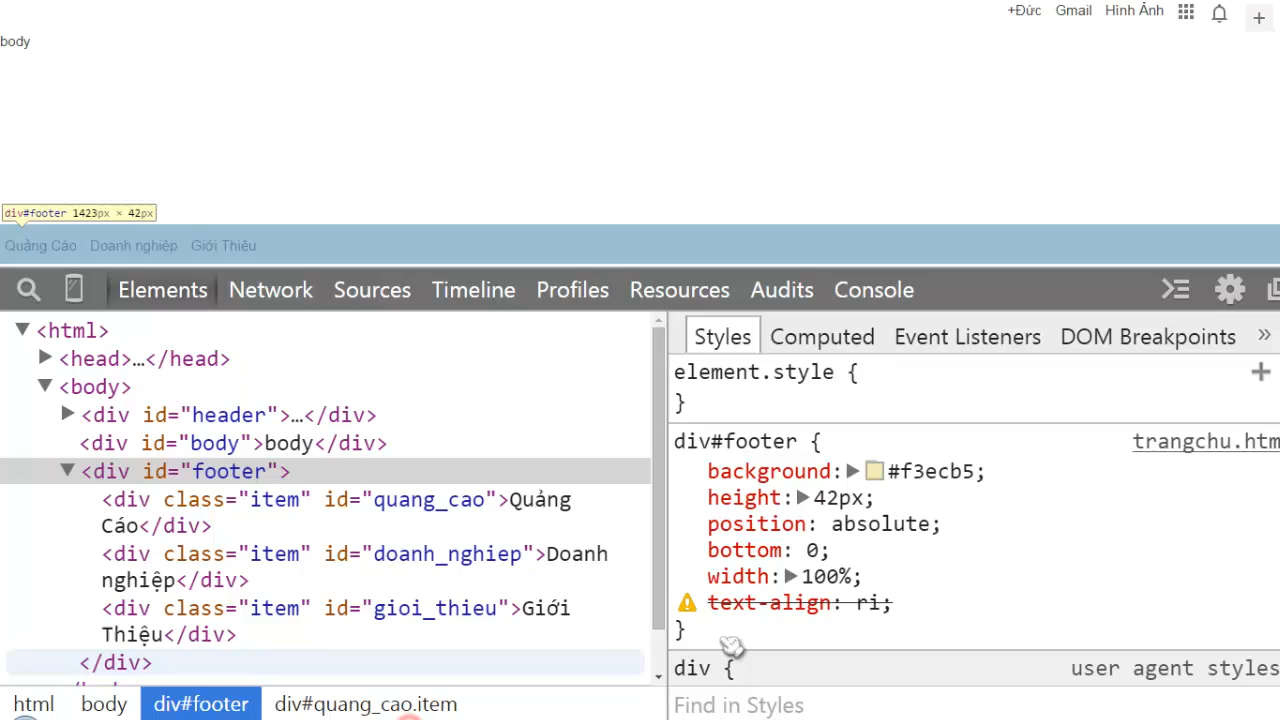 +Đức Gmail Hình Ảnh
body
div#footer 1423px × 42px
Quảng Cáo Doanh nghiệp Giới Thiệu
Elements Network Sources Timeline Profiles Resources Audits Console
<html>
<head>…</head>
<body>
<div id="header">…</div>
<div id="body">body</div>
<div id="footer">
<div class="item" id="quang_cao">Quảng
Cáo</div>
<div class="item" id="doanh_nghiep">Doanh
nghiệp</div>
<div class="item" id="gioi_thieu">Giới
Thiệu</div>
</div>
html body div#footer div#quang_cao.item
Styles Computed Event Listeners DOM Breakpoints »
element.style {
}
div#footer { trangchu.htm
background: #f3ecb5;
height: 42px;
position: absolute;
bottom: 0;
width: 100%;
text-align: ri;
}
div { user agent styles
Find in Styles